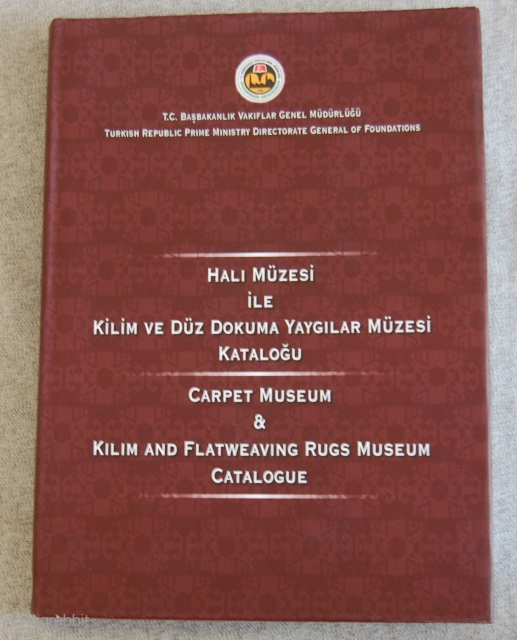 T.C. BAŞBAKANLIK VAKIFLAR GENEL MÜDÜRLÜĞÜ
TURKISH REPUBLIC PRIME MINISTRY DIRECTORATE GENERAL OF FOUNDATIONS
HALI MÜZESİ
İLE
KİLİM VE DÜZ DOKUMA YAYGILAR MÜZESİ
KATALOĞU
CARPET MUSEUM
&
KILIM AND FLATWEAVING RUGS MUSEUM
CATALOGUE